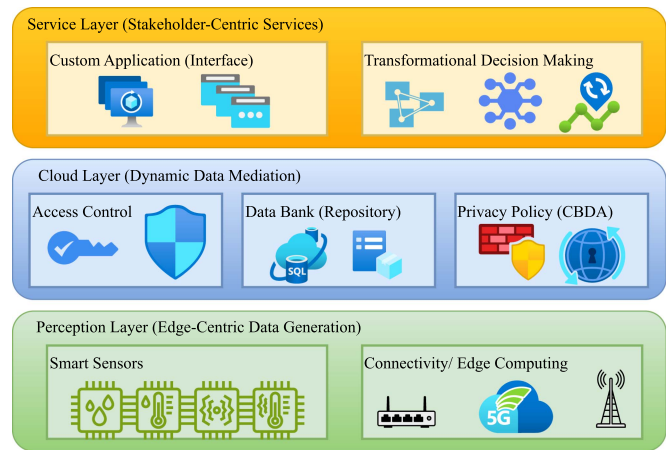 Service Layer (Stakeholder-Centric Services)
Custom Application (Interface)
Transformational Decision Making
Cloud Layer (Dynamic Data Mediation)
Access Control
Data Bank (Repository)
Privacy Policy (CBDA)
SQL
Perception Layer (Edge-Centric Data Generation)
Smart Sensors
Connectivity/ Edge Computing
5G